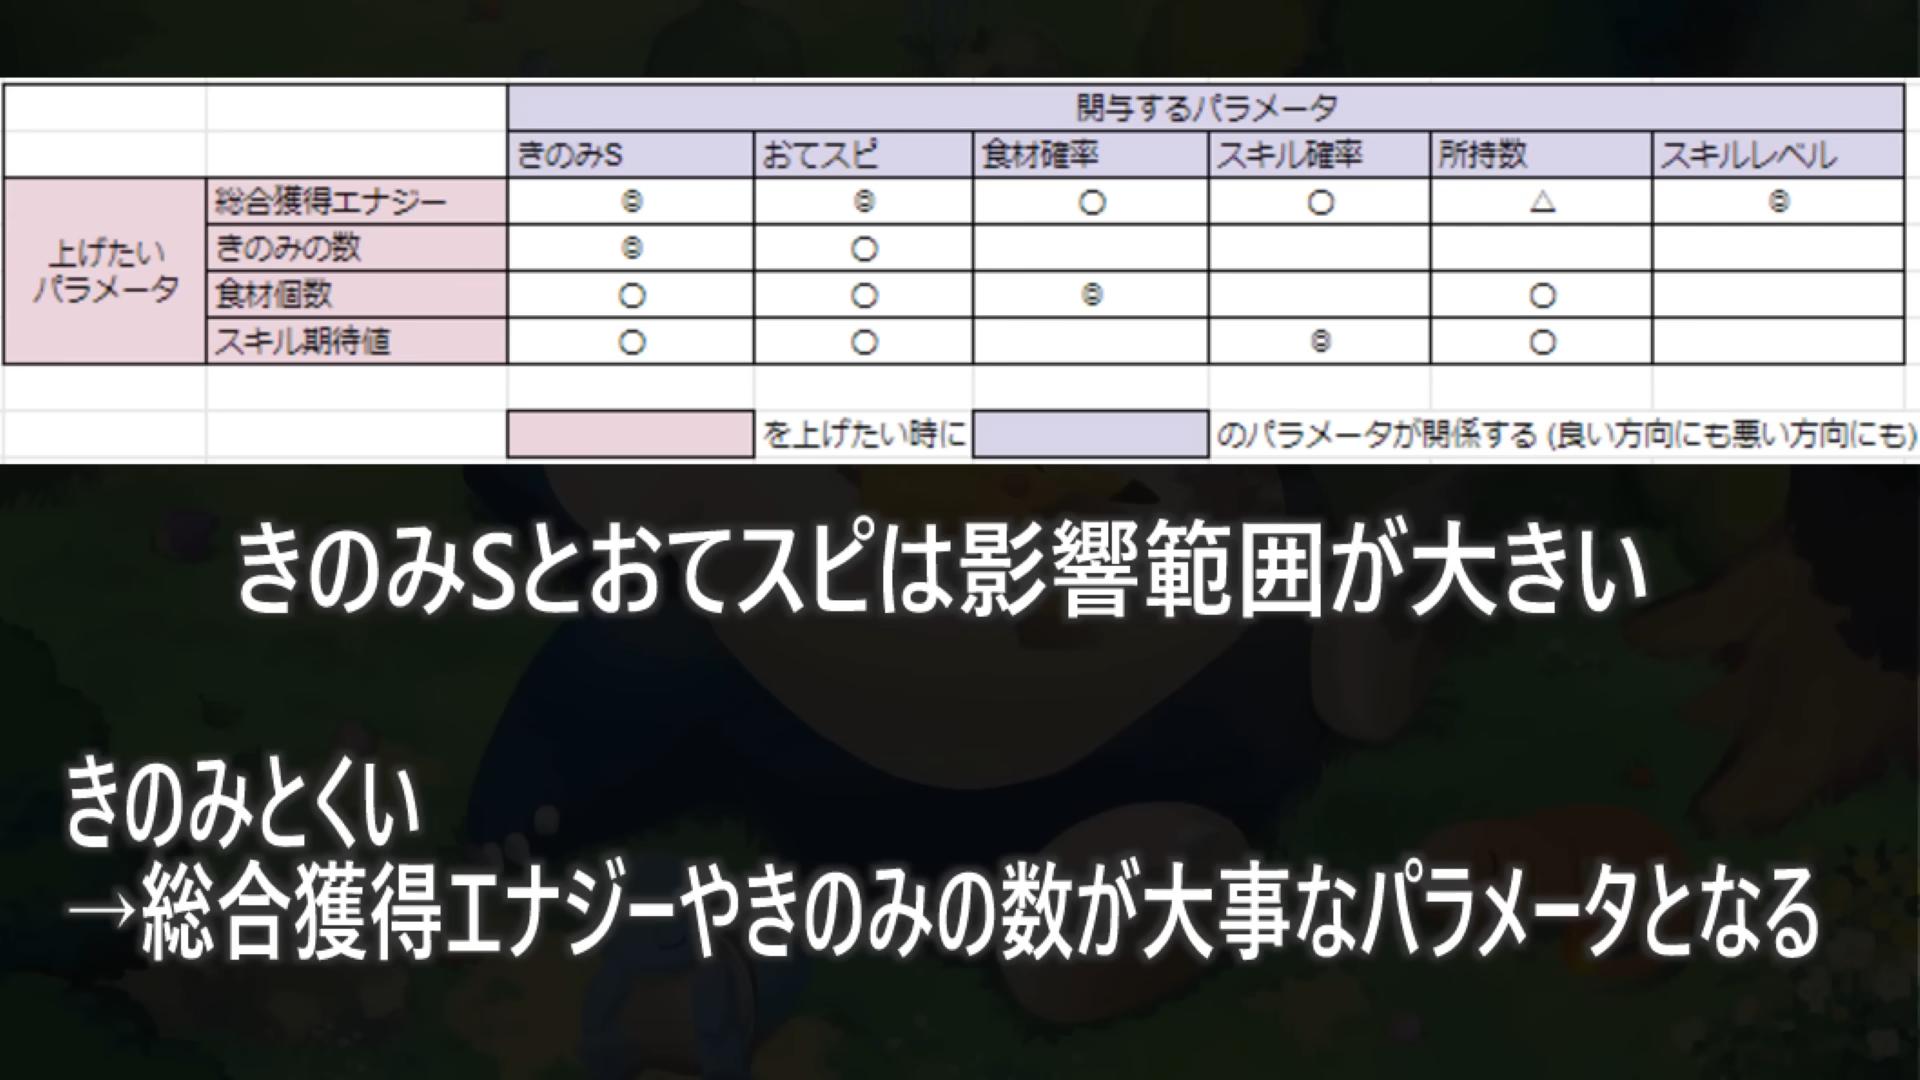 関与するパラメータ
きのみS おてスピ 食材確率 スキル確率 所持数 スキルレベル
上げたい
パラメータ
総合獲得エナジー ◎ ◎ ○ ○ △ ◎
きのみの数 ◎ ○
食材個数 ○ ○ ◎ ○
スキル期待値 ○ ○ ◎ ○
を上げたい時に のパラメータが関係する (良い方向にも悪い方向にも)
きのみSとおてスピは影響範囲が大きい
きのみとくい
→総合獲得エナジーやきのみの数が大事なパラメータとなる